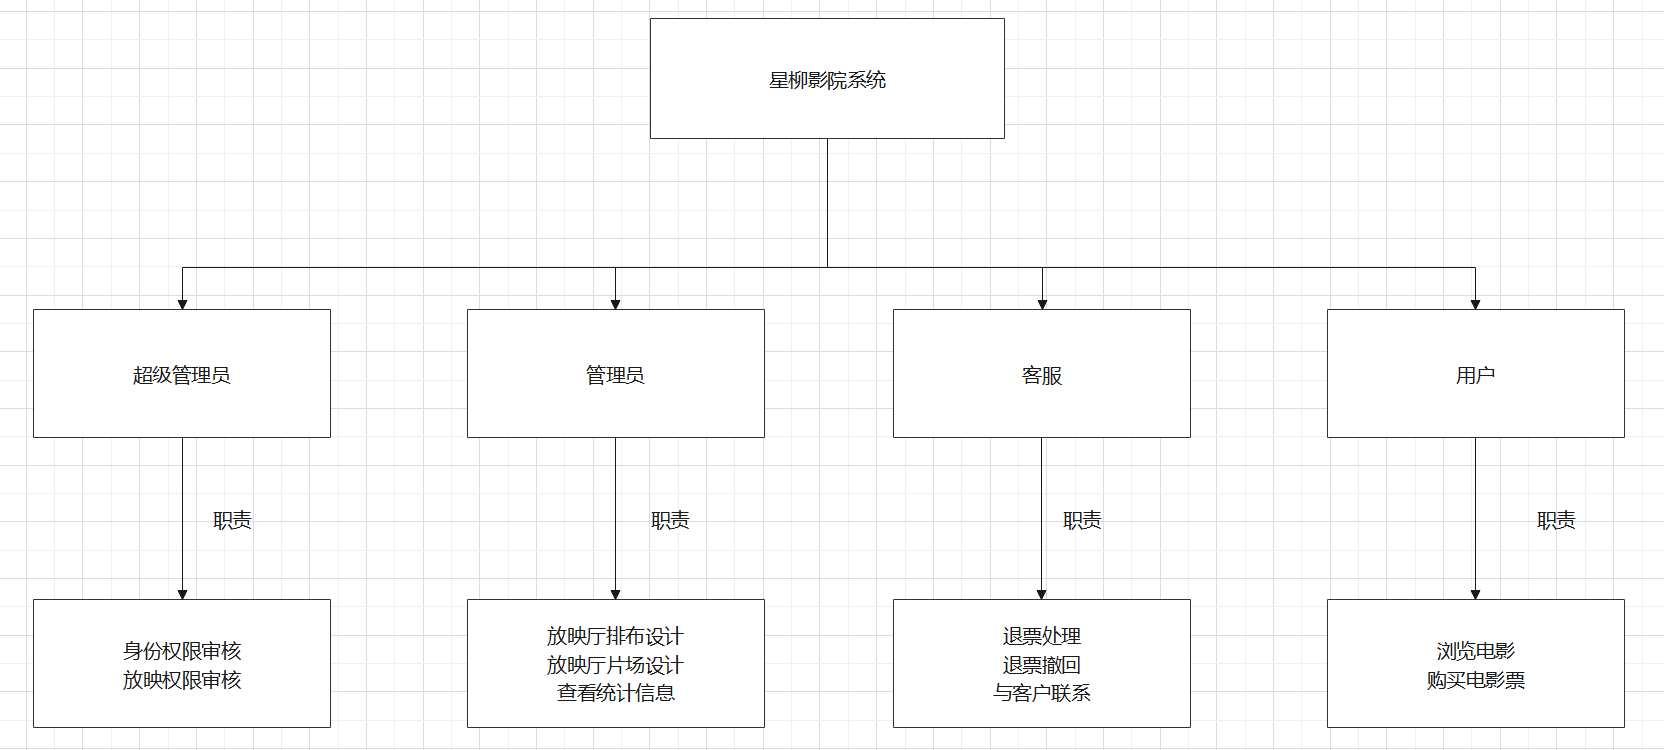 星柳影院系统
超级管理员
管理员
客服
用户
职责
职责
职责
职责
身份权限审核
放映权限审核
放映厅排布设计
放映厅片场设计
查看统计信息
退票处理
退票撤回
与客户联系
浏览电影
购买电影票